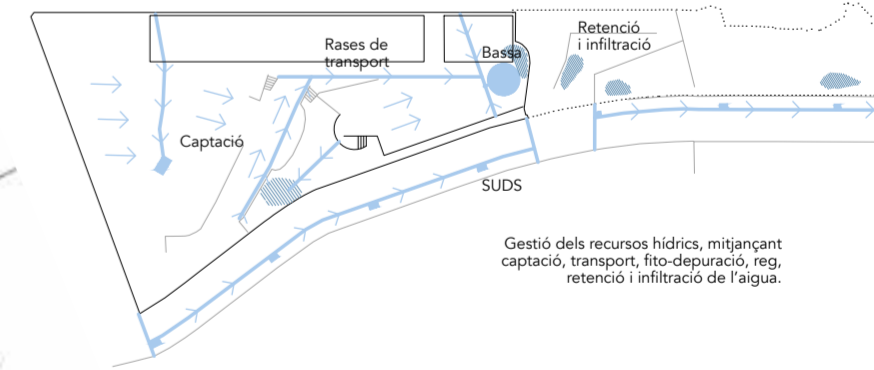 Retenció
i infiltració
Rases de
transport
Bassa
Captació
SUDS
Gestió dels recursos hídrics, mitjançant
captació, transport, fito-depuració, reg,
retenció i infiltració de l'aigua.